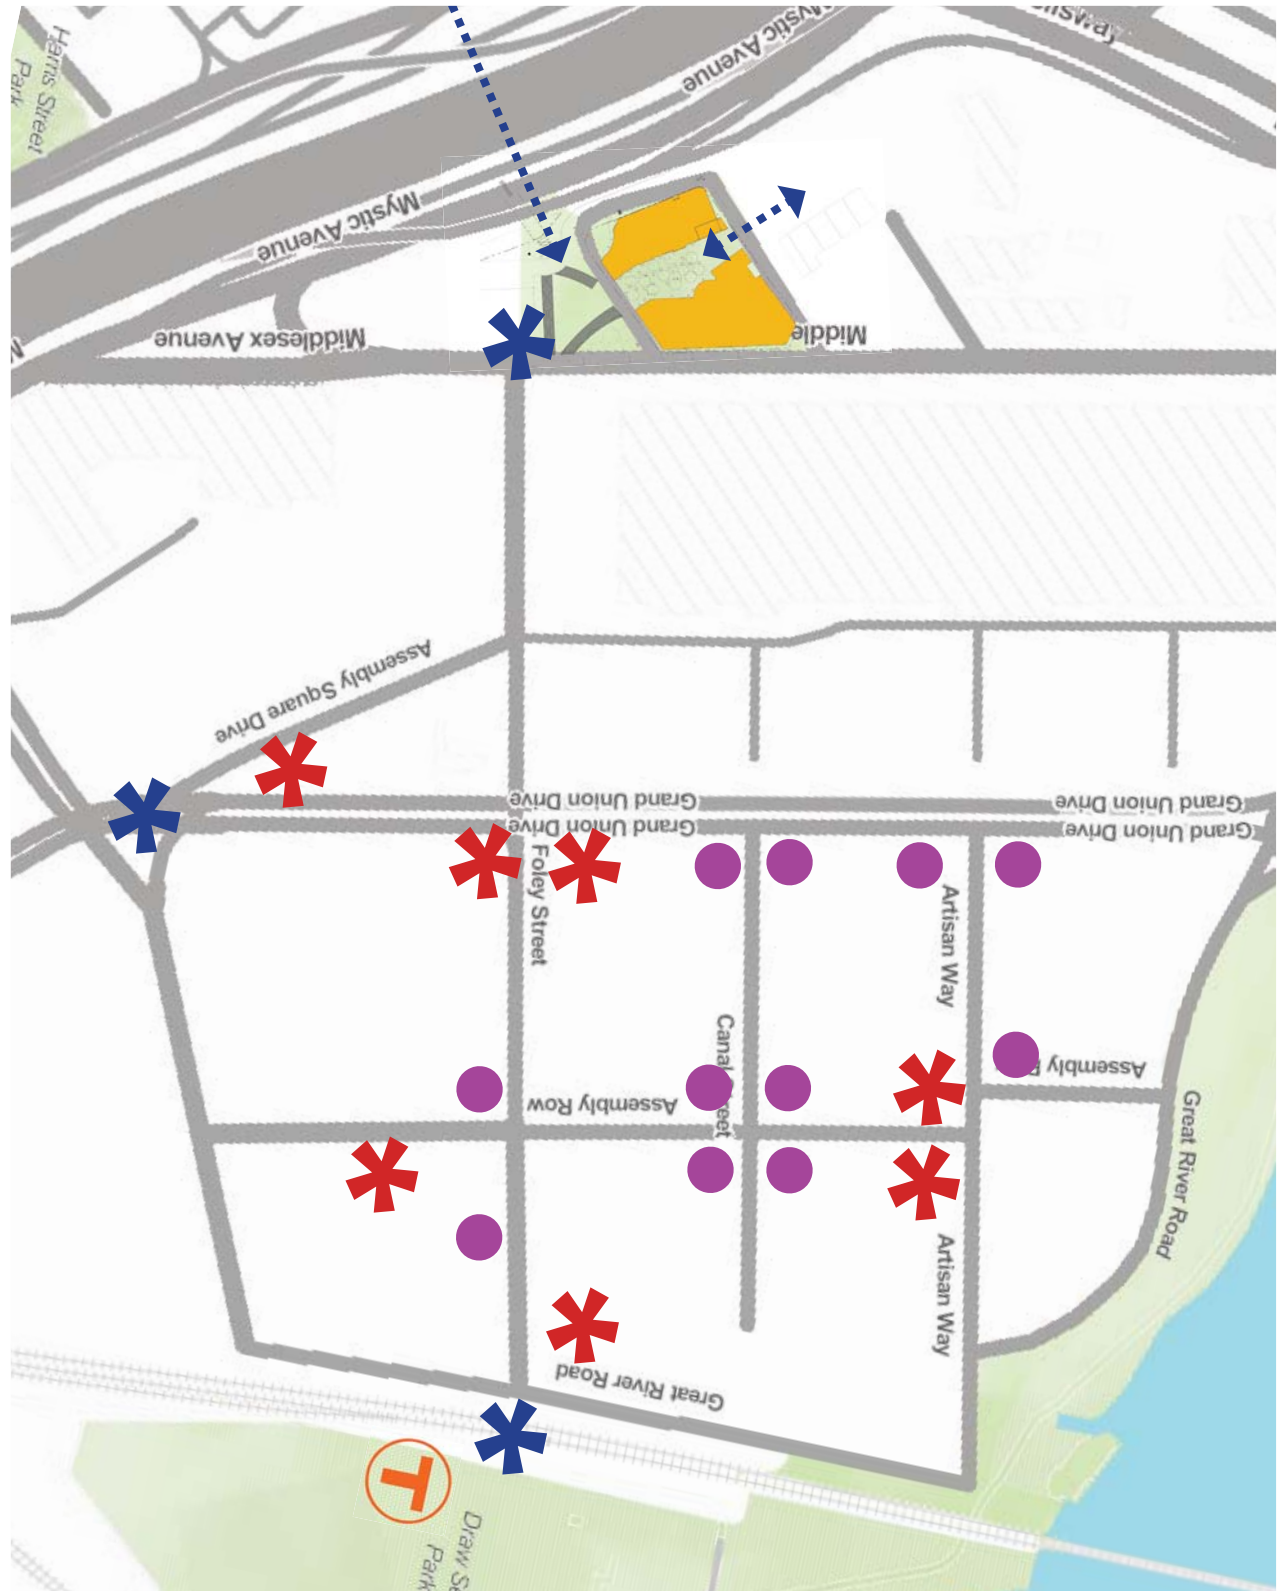 Harris Street
Park
Mystic Avenue
Mystic Avenue
Middlesex Avenue
Middle
Assembly Square Drive
Grand Union Drive
Grand Union Drive
Grand Union Drive
Grand Union Drive
Foley Street
Artisan Way
Canal
Assembly
Assembly Row
Great River Road
Artisan Way
Great River Road
T
Draw
Park